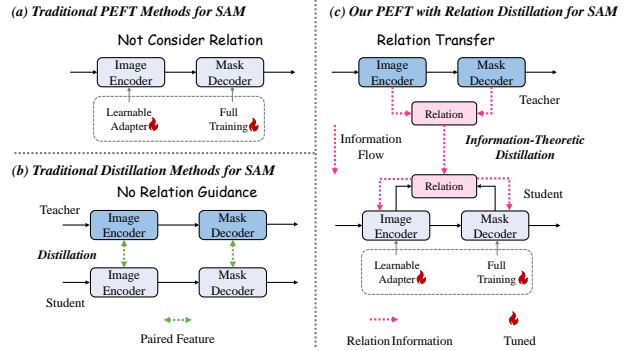 (a) Traditional PEFT Methods for SAM
Not Consider Relation
Image
Encoder
Mask
Decoder
Learnable
Adapter
Full
Training
(b) Traditional Distillation Methods for SAM
No Relation Guidance
Teacher
Image
Encoder
Mask
Decoder
Distillation
Image
Encoder
Mask
Decoder
Student
Paired Feature
(c) Our PEFT with Relation Distillation for SAM
Relation Transfer
Image
Encoder
Mask
Decoder
Teacher
Relation
Information
Flow
Information-Theoretic
Distillation
Relation
Student
Image
Encoder
Mask
Decoder
Learnable
Adapter
Full
Training
Relation Information
Tuned